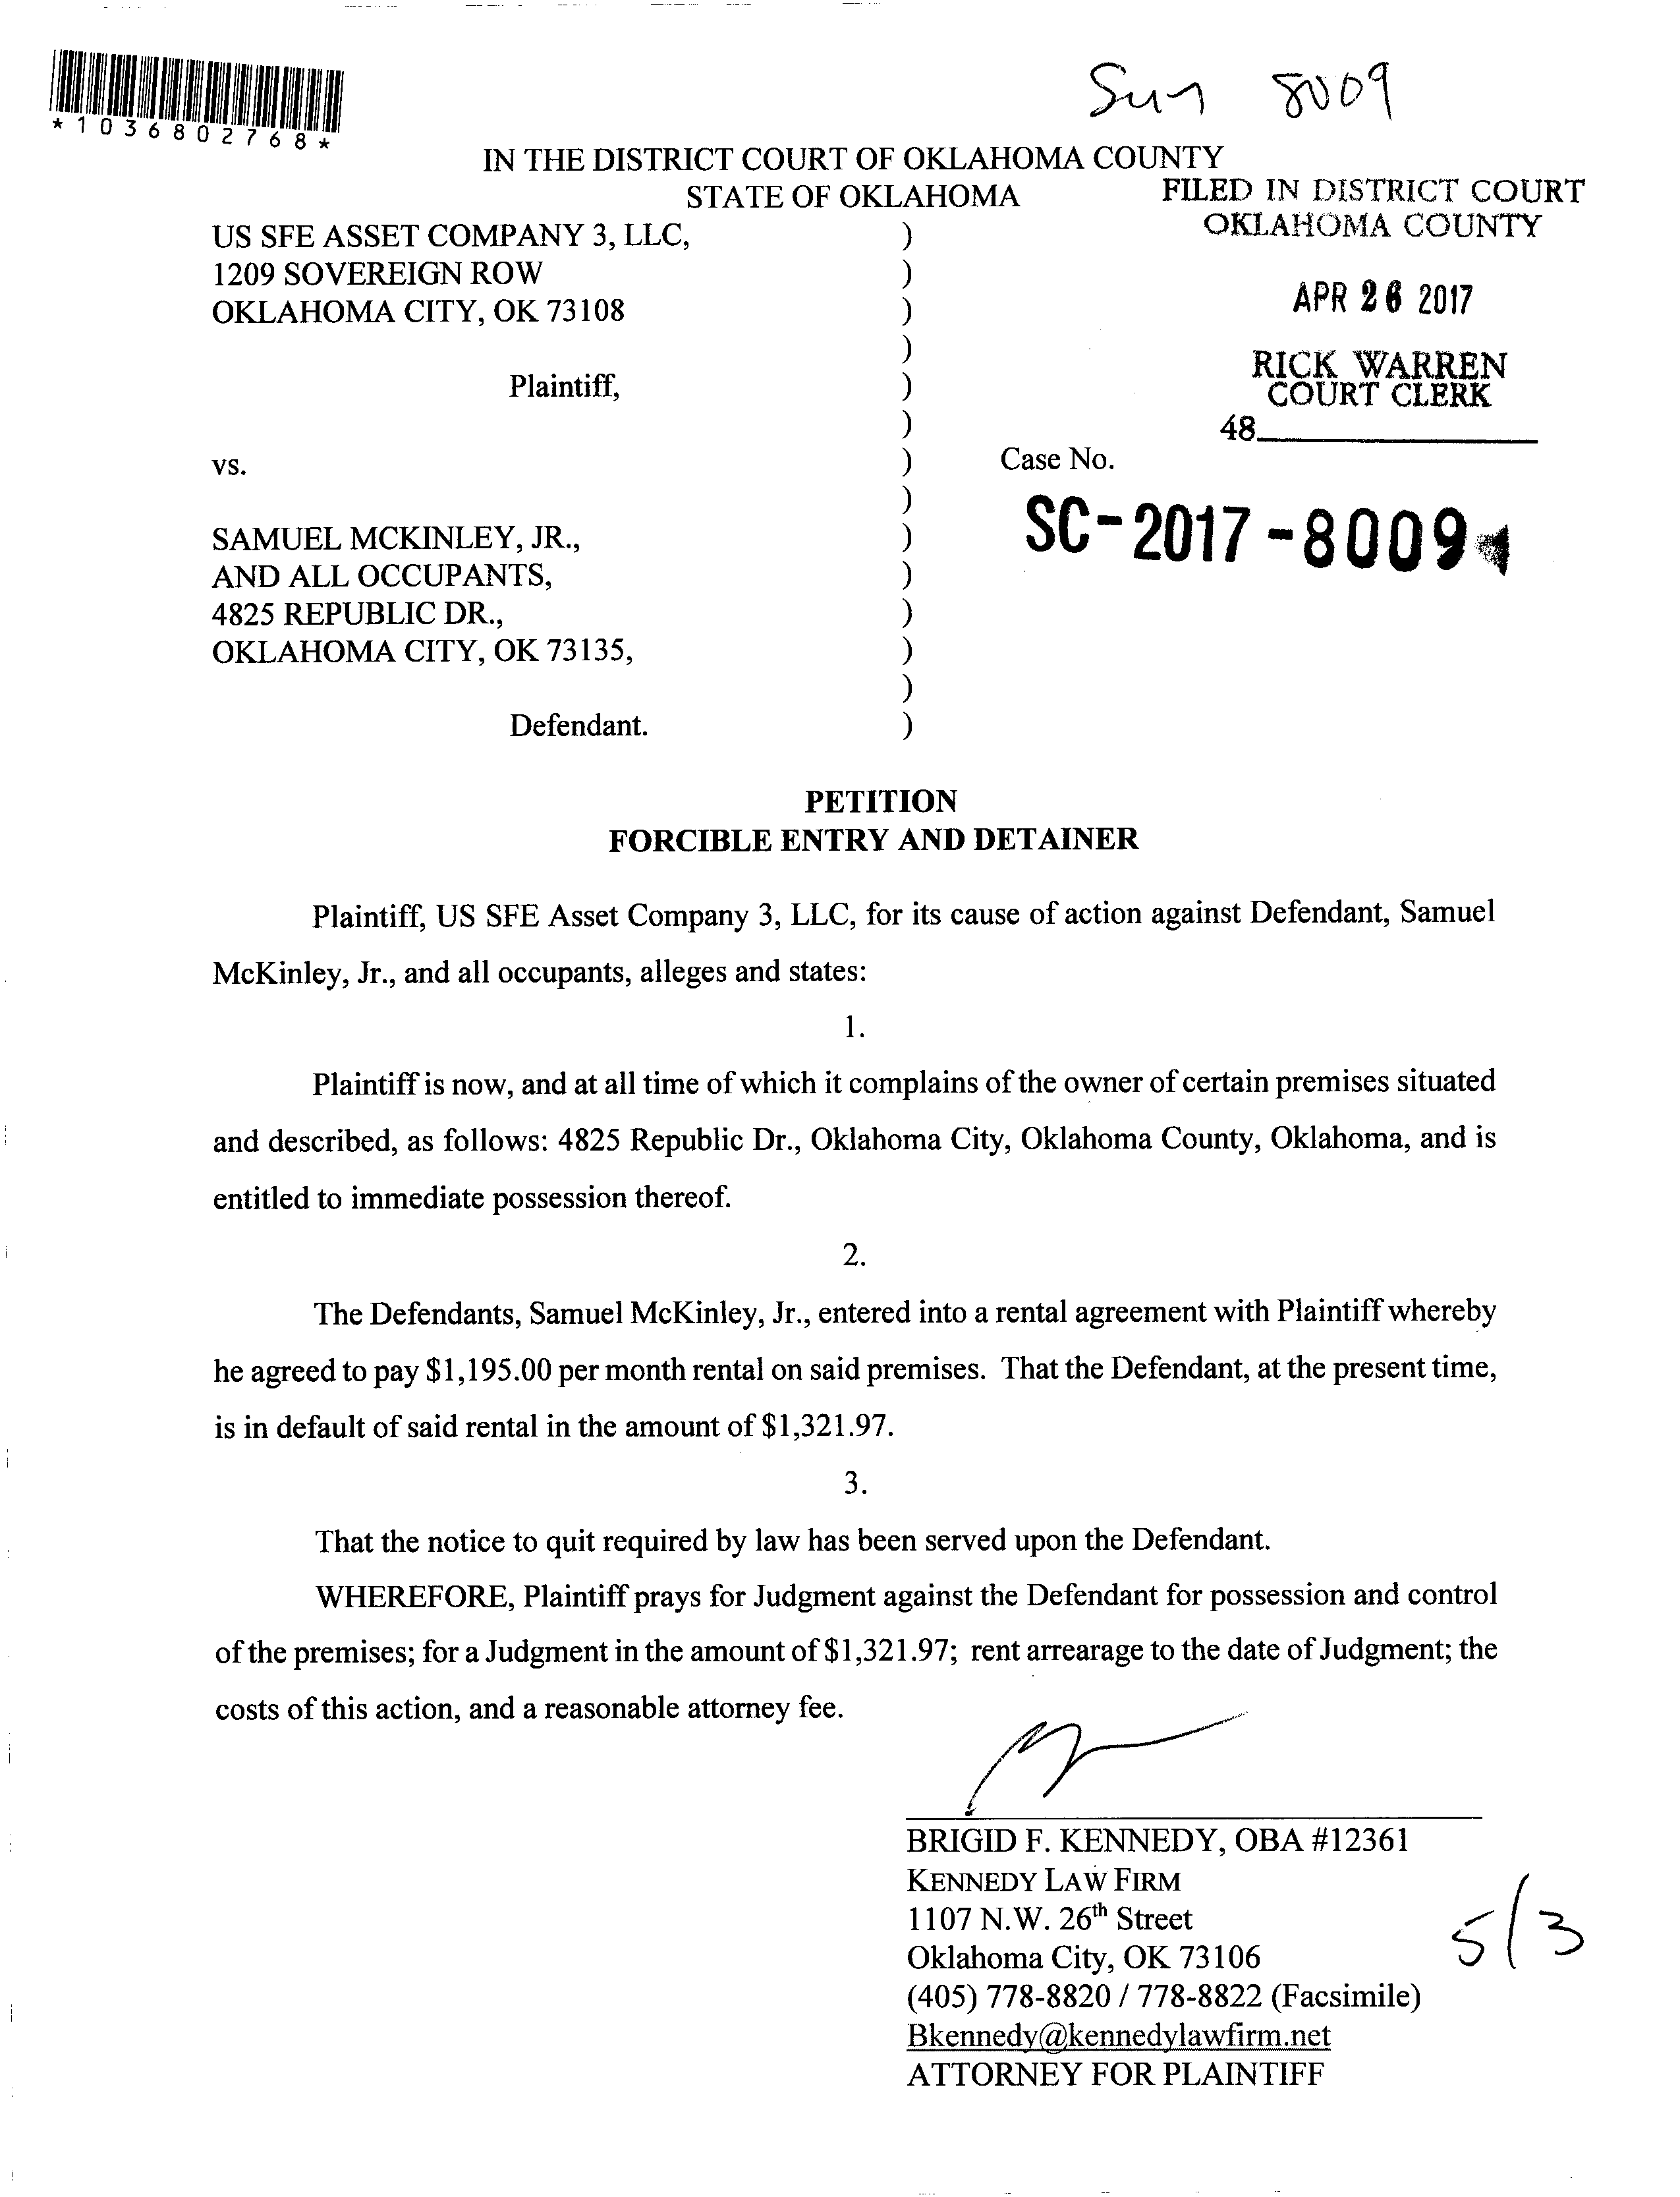 Sun 8009
*1036802768*
IN THE DISTRICT COURT OF OKLAHOMA COUNTY
STATE OF OKLAHOMA
FILED IN DISTRICT COURT
OKLAHOMA COUNTY
APR 26 2017
RICK WARREN
COURT CLERK
48
US SFE ASSET COMPANY 3, LLC, )
1209 SOVEREIGN ROW )
OKLAHOMA CITY, OK 73108 )
)
Plaintiff, )
)
vs. ) Case No.
)
SC-2017-8009
SAMUEL MCKINLEY, JR., )
AND ALL OCCUPANTS, )
4825 REPUBLIC DR., )
OKLAHOMA CITY, OK 73135, )
)
Defendant. )
PETITION
FORCIBLE ENTRY AND DETAINER
Plaintiff, US SFE Asset Company 3, LLC, for its cause of action against Defendant, Samuel
McKinley, Jr., and all occupants, alleges and states:
1.
Plaintiff is now, and at all time of which it complains of the owner of certain premises situated
and described, as follows: 4825 Republic Dr., Oklahoma City, Oklahoma County, Oklahoma, and is
entitled to immediate possession thereof.
2.
The Defendants, Samuel McKinley, Jr., entered into a rental agreement with Plaintiff whereby
he agreed to pay $1,195.00 per month rental on said premises. That the Defendant, at the present time,
is in default of said rental in the amount of $1,321.97.
3.
That the notice to quit required by law has been served upon the Defendant.
WHEREFORE, Plaintiff prays for Judgment against the Defendant for possession and control
of the premises; for a Judgment in the amount of $1,321.97; rent arrearage to the date of Judgment; the
costs of this action, and a reasonable attorney fee.
BRIGID F. KENNEDY, OBA #12361
KENNEDY LAW FIRM
1107 N.W. 26th Street
Oklahoma City, OK 73106
(405) 778-8820 / 778-8822 (Facsimile)
Bkennedy@kennedylawfirm.net
ATTORNEY FOR PLAINTIFF
5/3